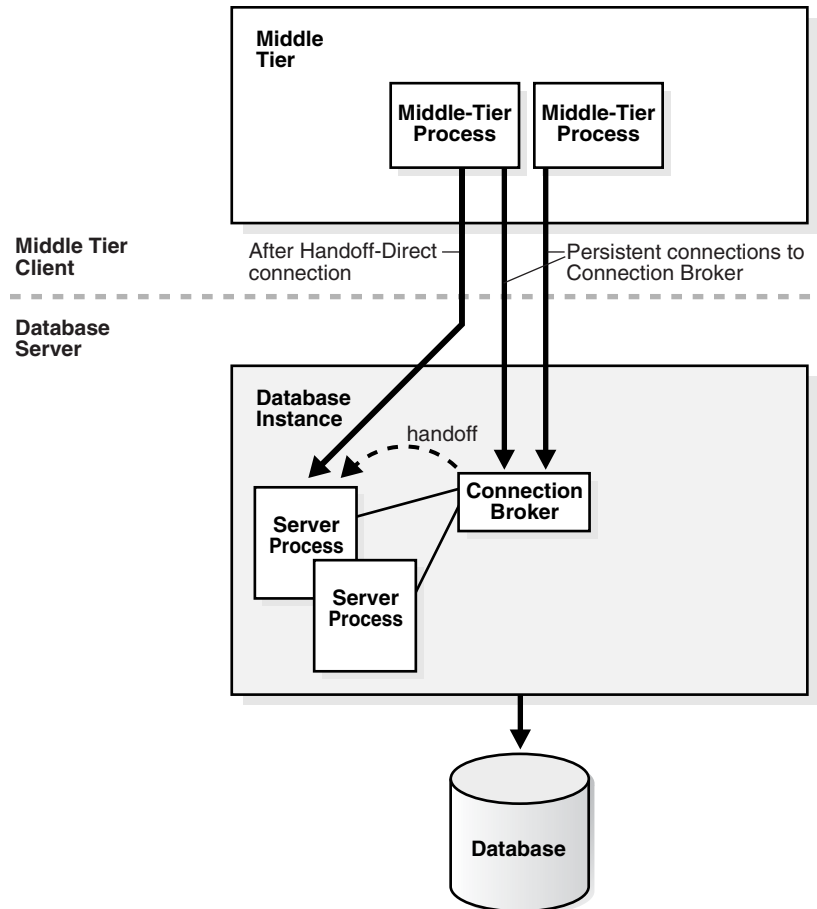 Middle
Tier
Middle-Tier
Process
Middle-Tier
Process
Middle Tier
Client
After Handoff-Direct
connection
Persistent connections to
Connection Broker
Database
Server
Database
Instance
handoff
Connection
Broker
Server
Process
Server
Process
Database